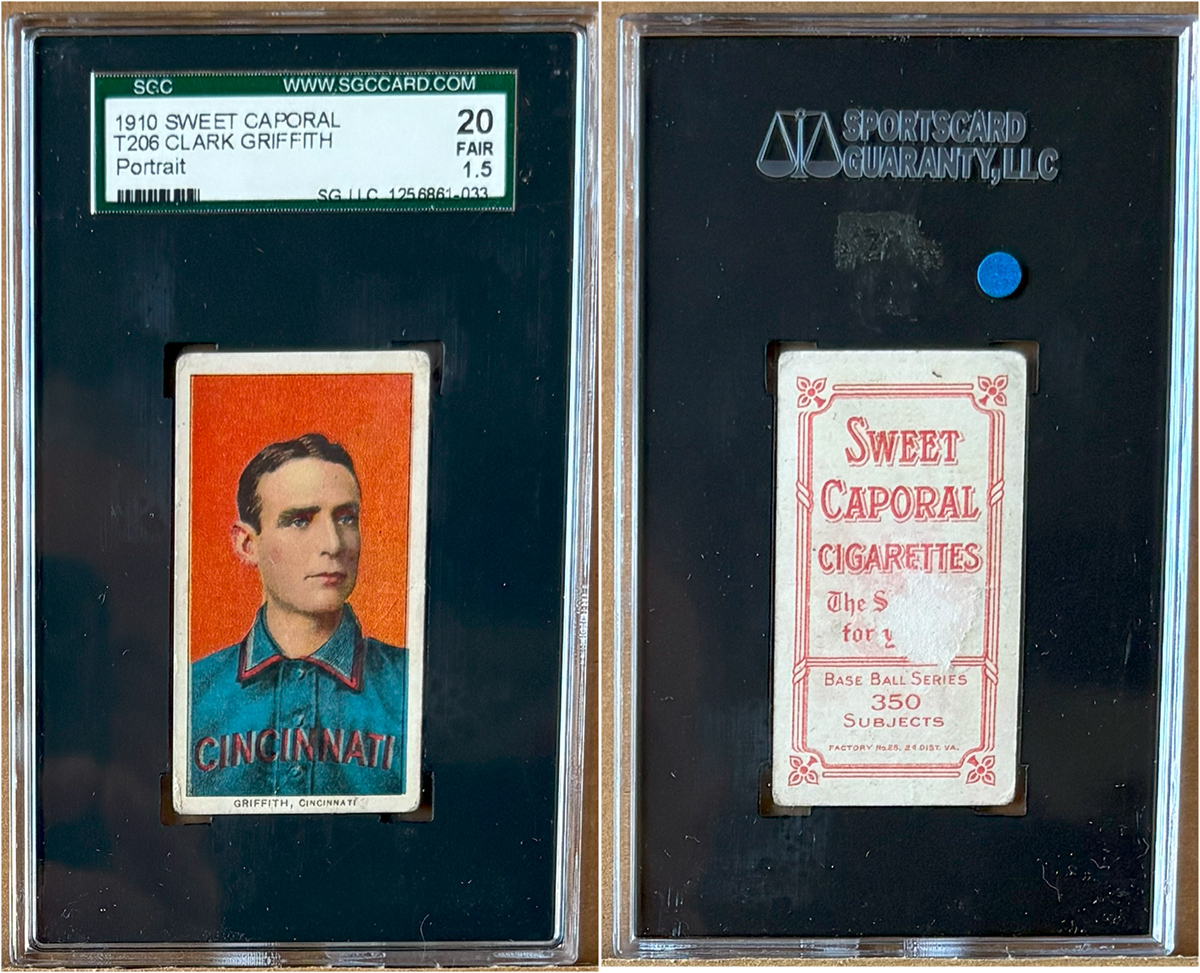 SGC WWW.SGCCARD.COM
1910 SWEET CAPORAL 20
T206 CLARK GRIFFITH FAIR
Portrait 1.5
SG LLC 1256861-033
CINCINNATI
GRIFFITH, CINCINNATI
SPORTSCARD
GUARANTY, LLC
SWEET
CAPORAL
CIGARETTES
The S
for y
BASE BALL SERIES
350
SUBJECTS
FACTORY No. 25, 2d DIST. VA.